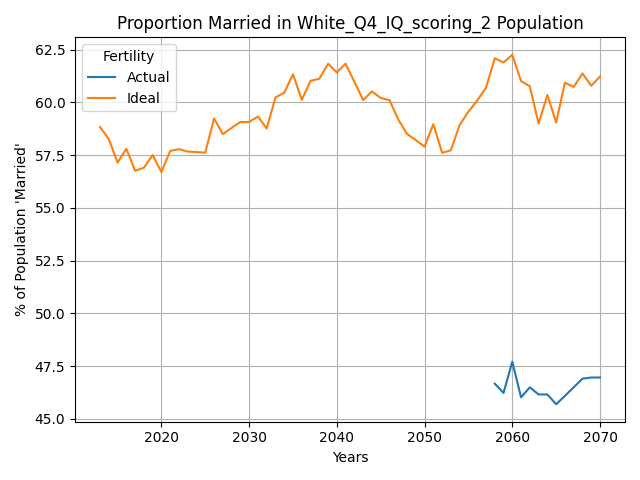 Proportion Married in White_Q4_IQ_scoring_2 Population
Fertility
Actual
Ideal
% of Population 'Married'
62.5
60.0
57.5
55.0
52.5
50.0
47.5
45.0
2020 2030 2040 2050 2060 2070
Years